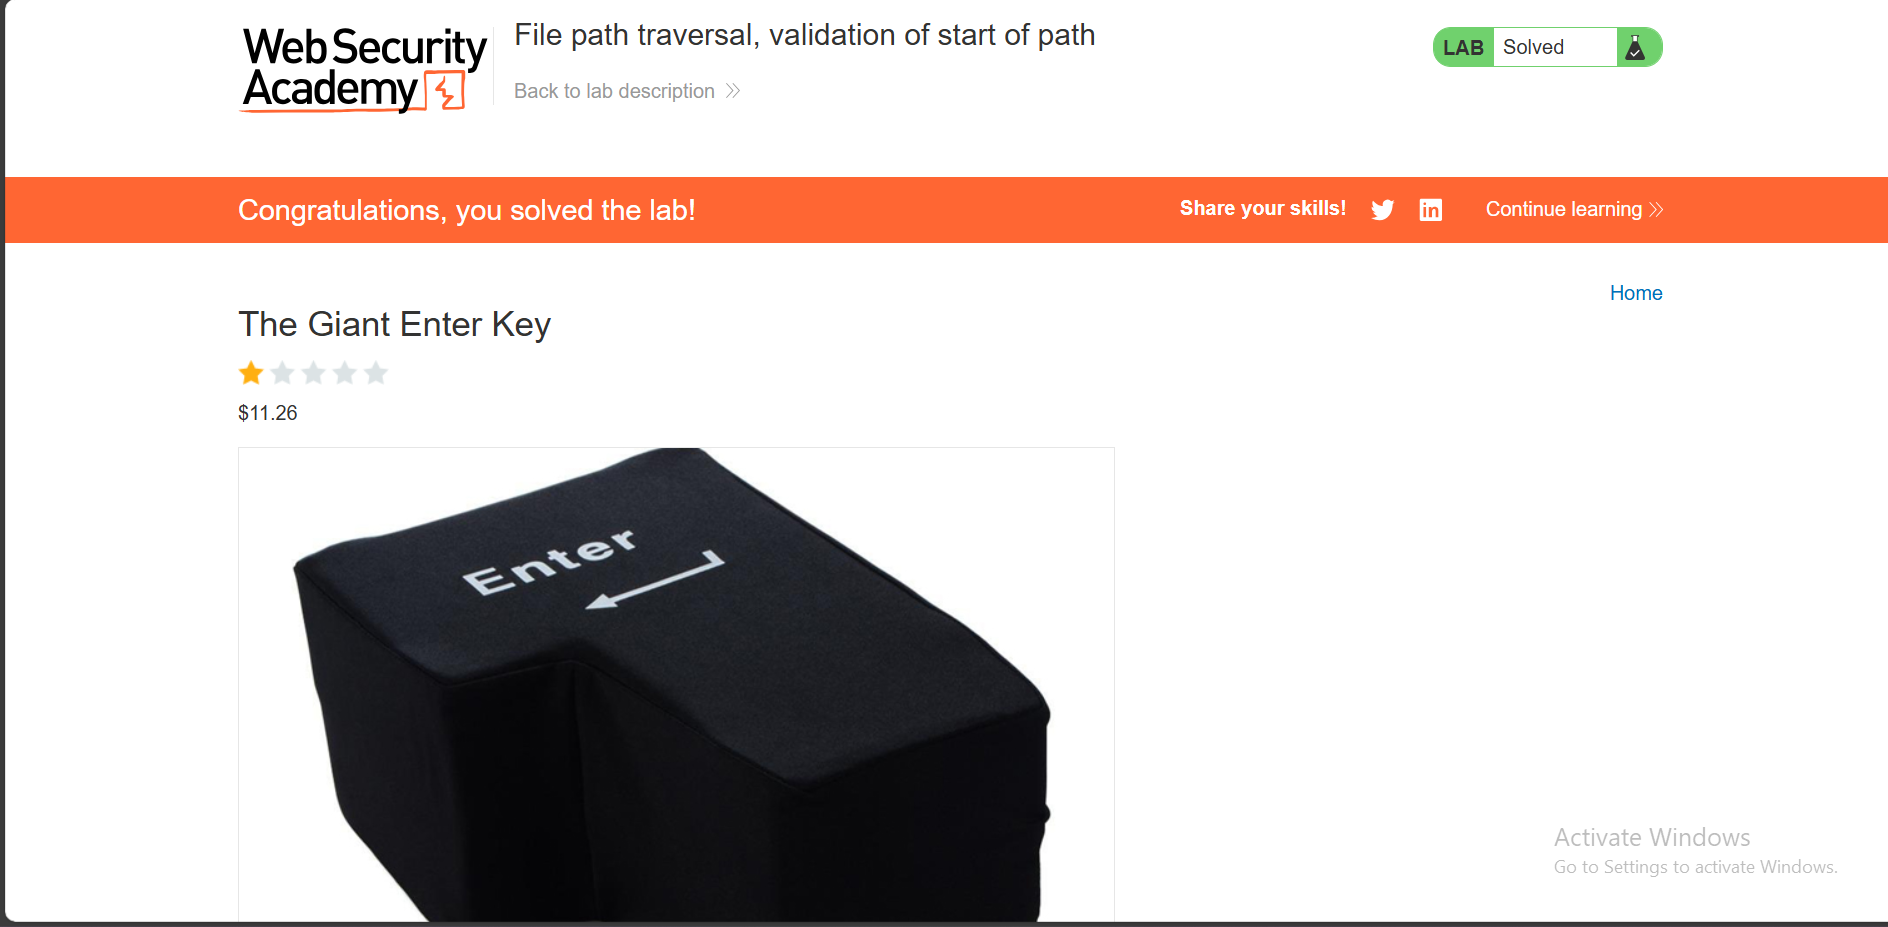 Web Security
Academy
File path traversal, validation of start of path
Back to lab description
LAB Solved
Congratulations, you solved the lab!
Share your skills!
in
Continue learning
Home
The Giant Enter Key
$11.26
Enter
Activate Windows
Go to Settings to activate Windows.